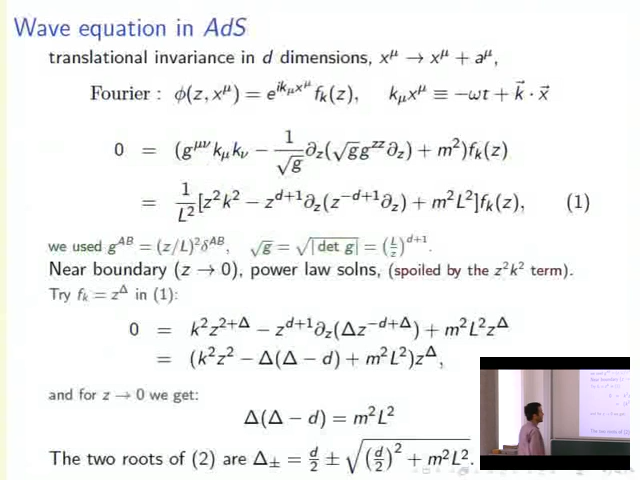 Wave equation in AdS
translational invariance in d dimensions, x^μ → x^μ + a^μ,
Fourier : φ(z, x^μ) = e^{ik_μx^μ} f_k(z), k_μx^μ ≡ −ωt + k⃗ · x⃗
0 = (g^{μν}k_μk_ν − 1/√g ∂_z(√g g^{zz}∂_z) + m²)f_k(z)
= 1/L² [z²k² − z^{d+1}∂_z(z^{−d+1}∂_z) + m²L²]f_k(z), (1)
we used g^{AB} = (z/L)²δ^{AB}, √g = √|det g| = (L/z)^{d+1}.
Near boundary (z → 0), power law solns, (spoiled by the z²k² term).
Try f_k = z^Δ in (1):
0 = k²z^{2+Δ} − z^{d+1}∂_z(Δz^{−d+Δ}) + m²L²z^Δ
= (k²z² − Δ(Δ − d) + m²L²)z^Δ,
and for z → 0 we get:
Δ(Δ − d) = m²L²
The two roots of (2) are Δ_± = d/2 ± √((d/2)² + m²L²).